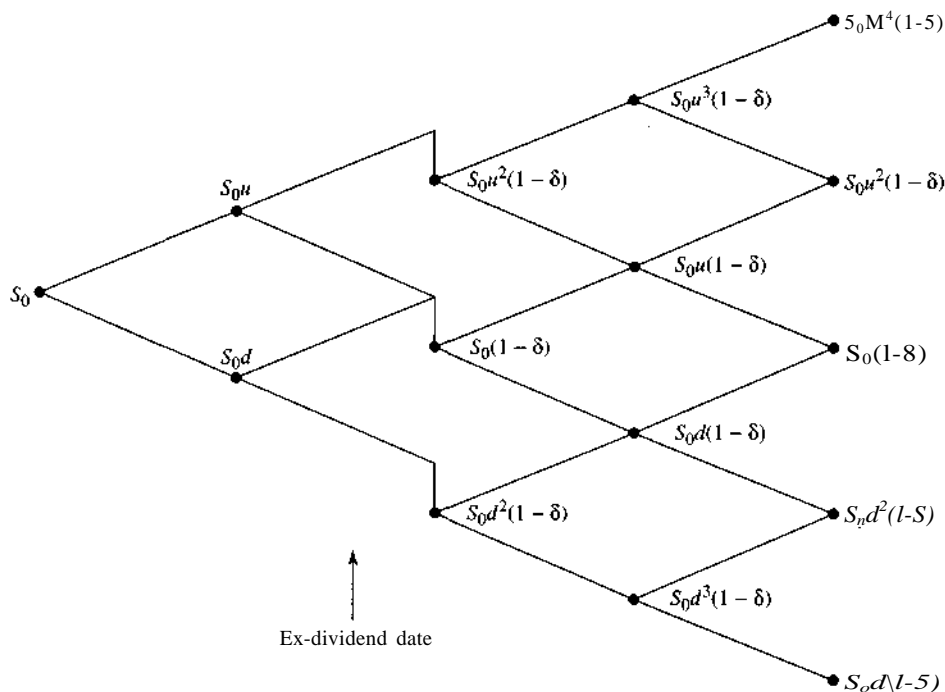 5₀M⁴(1-5)
S₀u³(1 − δ)
S₀u²(1 − δ)
S₀u²(1 − δ)
S₀u
S₀u(1 − δ)
S₀
S₀(1 − δ)
S₀(1-8)
S₀d
S₀d(1 − δ)
S₀d²(1 − δ)
Sₙd²(l-S)
S₀d³(1 − δ)
Ex-dividend date
Sₒd\l-5)